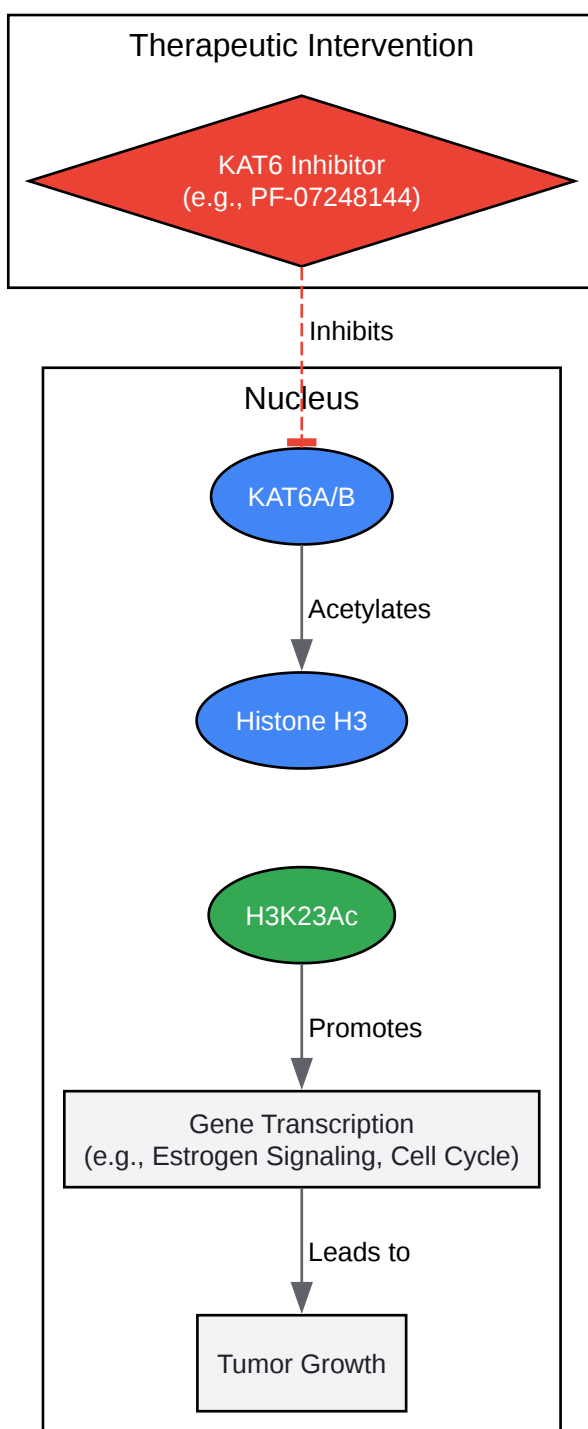 Therapeutic Intervention
KAT6 Inhibitor
(e.g., PF-07248144)
Inhibits
Nucleus
KAT6A/B
Acetylates
Histone H3
H3K23Ac
Promotes
Gene Transcription
(e.g., Estrogen Signaling, Cell Cycle)
Leads to
Tumor Growth